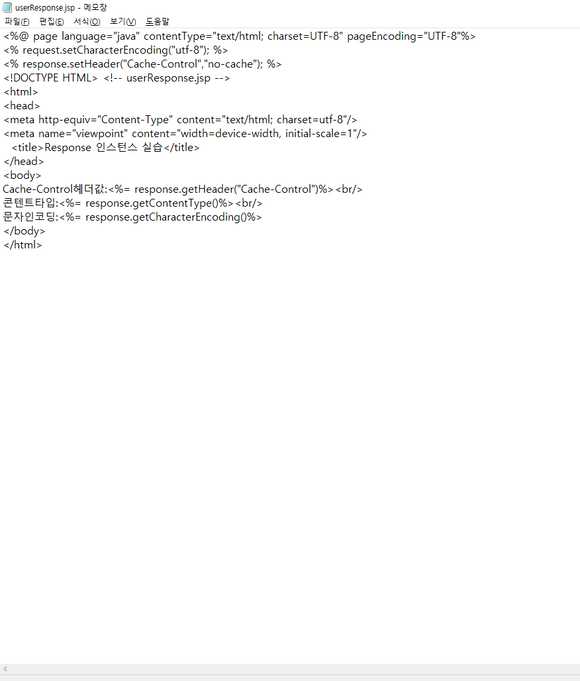 userResponse.jsp - 메모장
파일(F) 편집(E) 서식(O) 보기(V) 도움말
<%@ page language="java" contentType="text/html; charset=UTF-8" pageEncoding="UTF-8"%>
<% request.setCharacterEncoding("utf-8"); %>
<% response.setHeader("Cache-Control","no-cache"); %>
<!DOCTYPE HTML> <!-- userResponse.jsp -->
<html>
<head>
<meta http-equiv="Content-Type" content="text/html; charset=utf-8"/>
<meta name="viewpoint" content="width=device-width, initial-scale=1"/>
<title>Response 인스턴스 실습</title>
</head>
<body>
Cache-Control헤더값:<%= response.getHeader("Cache-Control")%><br/>
콘텐트타입:<%= response.getContentType()%><br/>
문자인코딩:<%= response.getCharacterEncoding()%>
</body>
</html>